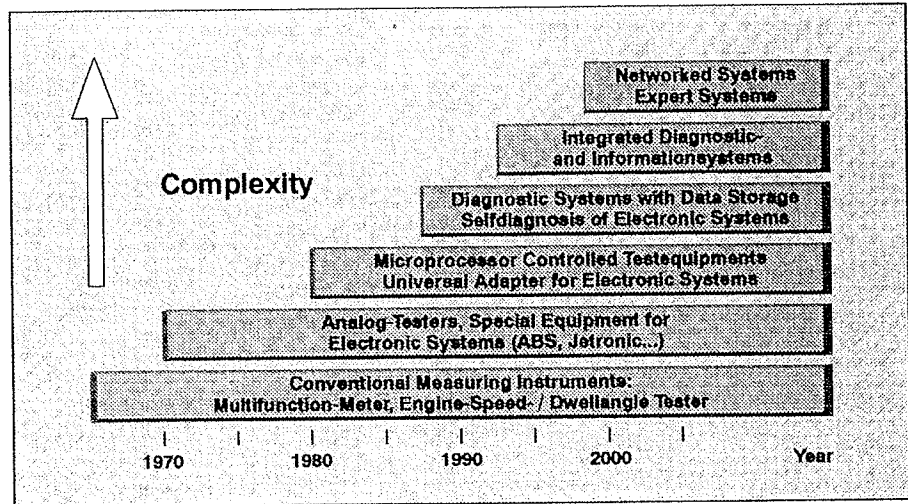 Networked Systems
Expert Systems
Integrated Diagnostic-
and Informationsystems
Complexity
Diagnostic Systems with Data Storage
Selfdiagnosis of Electronic Systems
Microprocessor Controlled Testequipments
Universal Adapter for Electronic Systems
Analog-Testers, Special Equipment for
Electronic Systems (ABS, Jetronic...)
Conventional Measuring Instruments:
Multifunction-Meter, Engine-Speed- / Dwellangle Tester
1970 1980 1990 2000 Year